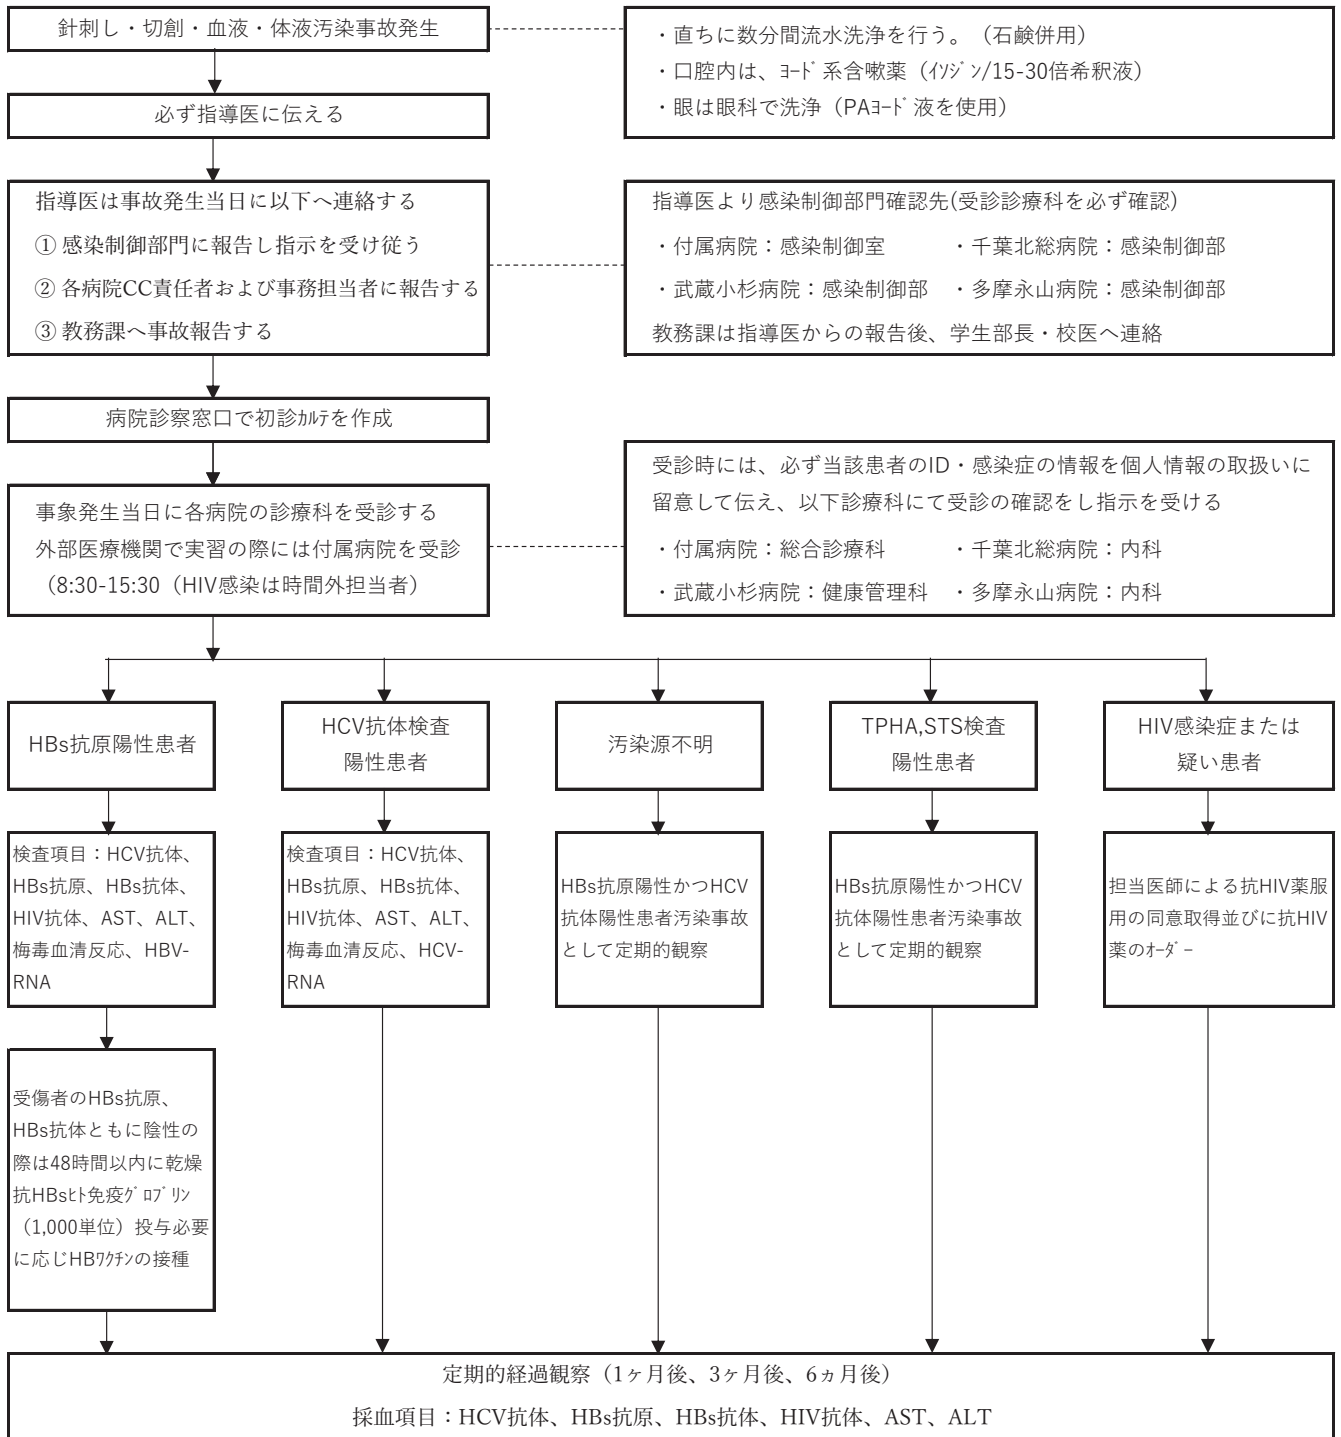 針刺し・切創・血液・体液汚染事故発生
・直ちに数分間流水洗浄を行う。（石鹸併用）
・口腔内は、ﾖｰﾄﾞ系含嗽薬（ｲｿｼﾞﾝ/15-30倍希釈液）
・眼は眼科で洗浄（PAﾖｰﾄﾞ液を使用）
必ず指導医に伝える
指導医は事故発生当日に以下へ連絡する
① 感染制御部門に報告し指示を受け従う
② 各病院CC責任者および事務担当者に報告する
③ 教務課へ事故報告する
指導医より感染制御部門確認先(受診診療科を必ず確認)
・付属病院：感染制御室　・千葉北総病院：感染制御部
・武蔵小杉病院：感染制御部　・多摩永山病院：感染制御部
教務課は指導医からの報告後、学生部長・校医へ連絡
病院診察窓口で初診ｶﾙﾃを作成
事象発生当日に各病院の診療科を受診する
外部医療機関で実習の際には付属病院を受診
（8:30-15:30（HIV感染は時間外担当者）
受診時には、必ず当該患者のID・感染症の情報を個人情報の取扱いに
留意して伝え、以下診療科にて受診の確認をし指示を受ける
・付属病院：総合診療科　・千葉北総病院：内科
・武蔵小杉病院：健康管理科　・多摩永山病院：内科
HBs抗原陽性患者
HCV抗体検査
陽性患者
汚染源不明
TPHA,STS検査
陽性患者
HIV感染症または
疑い患者
検査項目：HCV抗体、
HBs抗原、HBs抗体、
HIV抗体、AST、ALT、
梅毒血清反応、HBV-
RNA
検査項目：HCV抗体、
HBs抗原、HBs抗体、
HIV抗体、AST、ALT、
梅毒血清反応、HCV-
RNA
HBs抗原陽性かつHCV
抗体陽性患者汚染事故
として定期的観察
HBs抗原陽性かつHCV
抗体陽性患者汚染事故
として定期的観察
担当医師による抗HIV薬服
用の同意取得並びに抗HIV
薬のｵｰﾀﾞｰ
受傷者のHBs抗原、
HBs抗体ともに陰性の
際は48時間以内に乾燥
抗HBsﾋﾄ免疫ｸﾞﾛﾌﾞﾘﾝ
（1,000単位）投与必要
に応じHBﾜｸﾁﾝの接種
定期的経過観察（1ヶ月後、3ヶ月後、6ヵ月後）
採血項目：HCV抗体、HBs抗原、HBs抗体、HIV抗体、AST、ALT